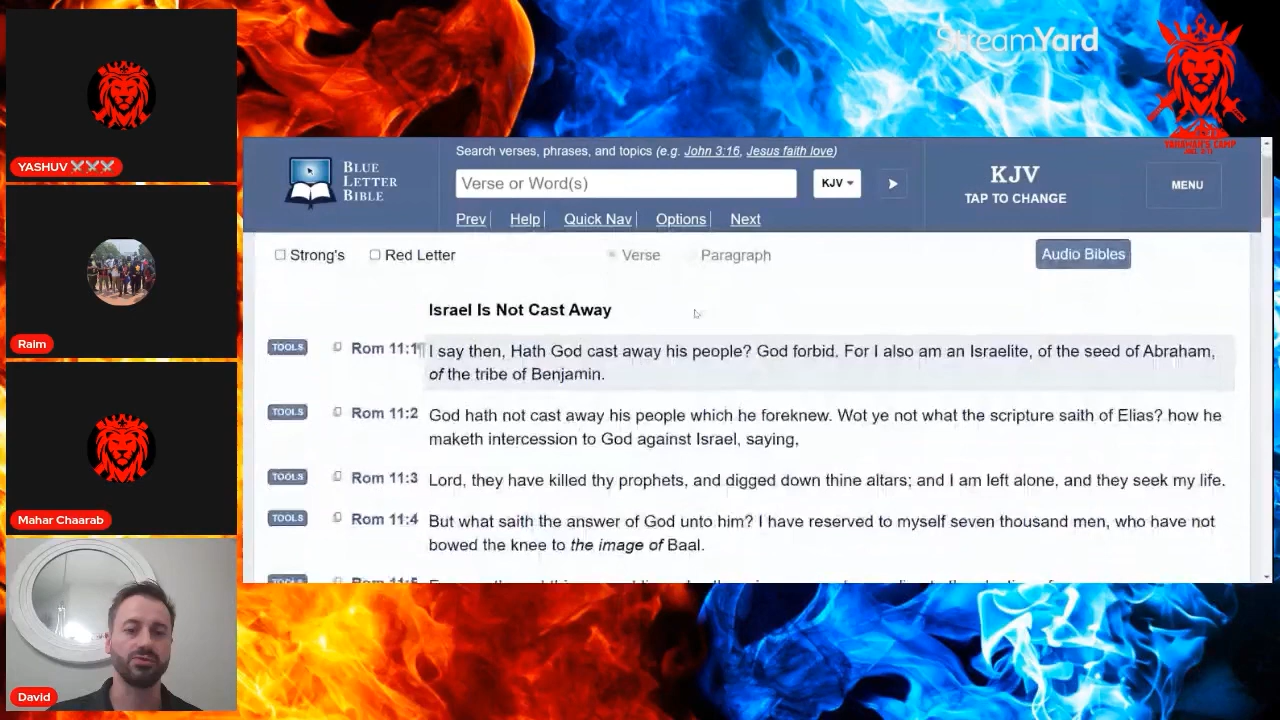 StreamYard
YAHAWAH'S CAMP
YASHUV ⚔⚔⚔
Raim
Mahar Chaarab
David
BLUE
LETTER
BIBLE
Search verses, phrases, and topics (e.g. John 3:16, Jesus faith love)
Verse or Word(s)
KJV
Prev
Help
Quick Nav
Options
Next
KJV
TAP TO CHANGE
MENU
Strong's
Red Letter
Verse
Paragraph
Audio Bibles
Israel Is Not Cast Away
TOOLS Rom 11:1 ¶ I say then, Hath God cast away his people? God forbid. For I also am an Israelite, of the seed of Abraham,
of the tribe of Benjamin.
TOOLS Rom 11:2 God hath not cast away his people which he foreknew. Wot ye not what the scripture saith of Elias? how he
maketh intercession to God against Israel, saying,
TOOLS Rom 11:3 Lord, they have killed thy prophets, and digged down thine altars; and I am left alone, and they seek my life.
TOOLS Rom 11:4 But what saith the answer of God unto him? I have reserved to myself seven thousand men, who have not
bowed the knee to the image of Baal.
TOOLS Rom 11:5